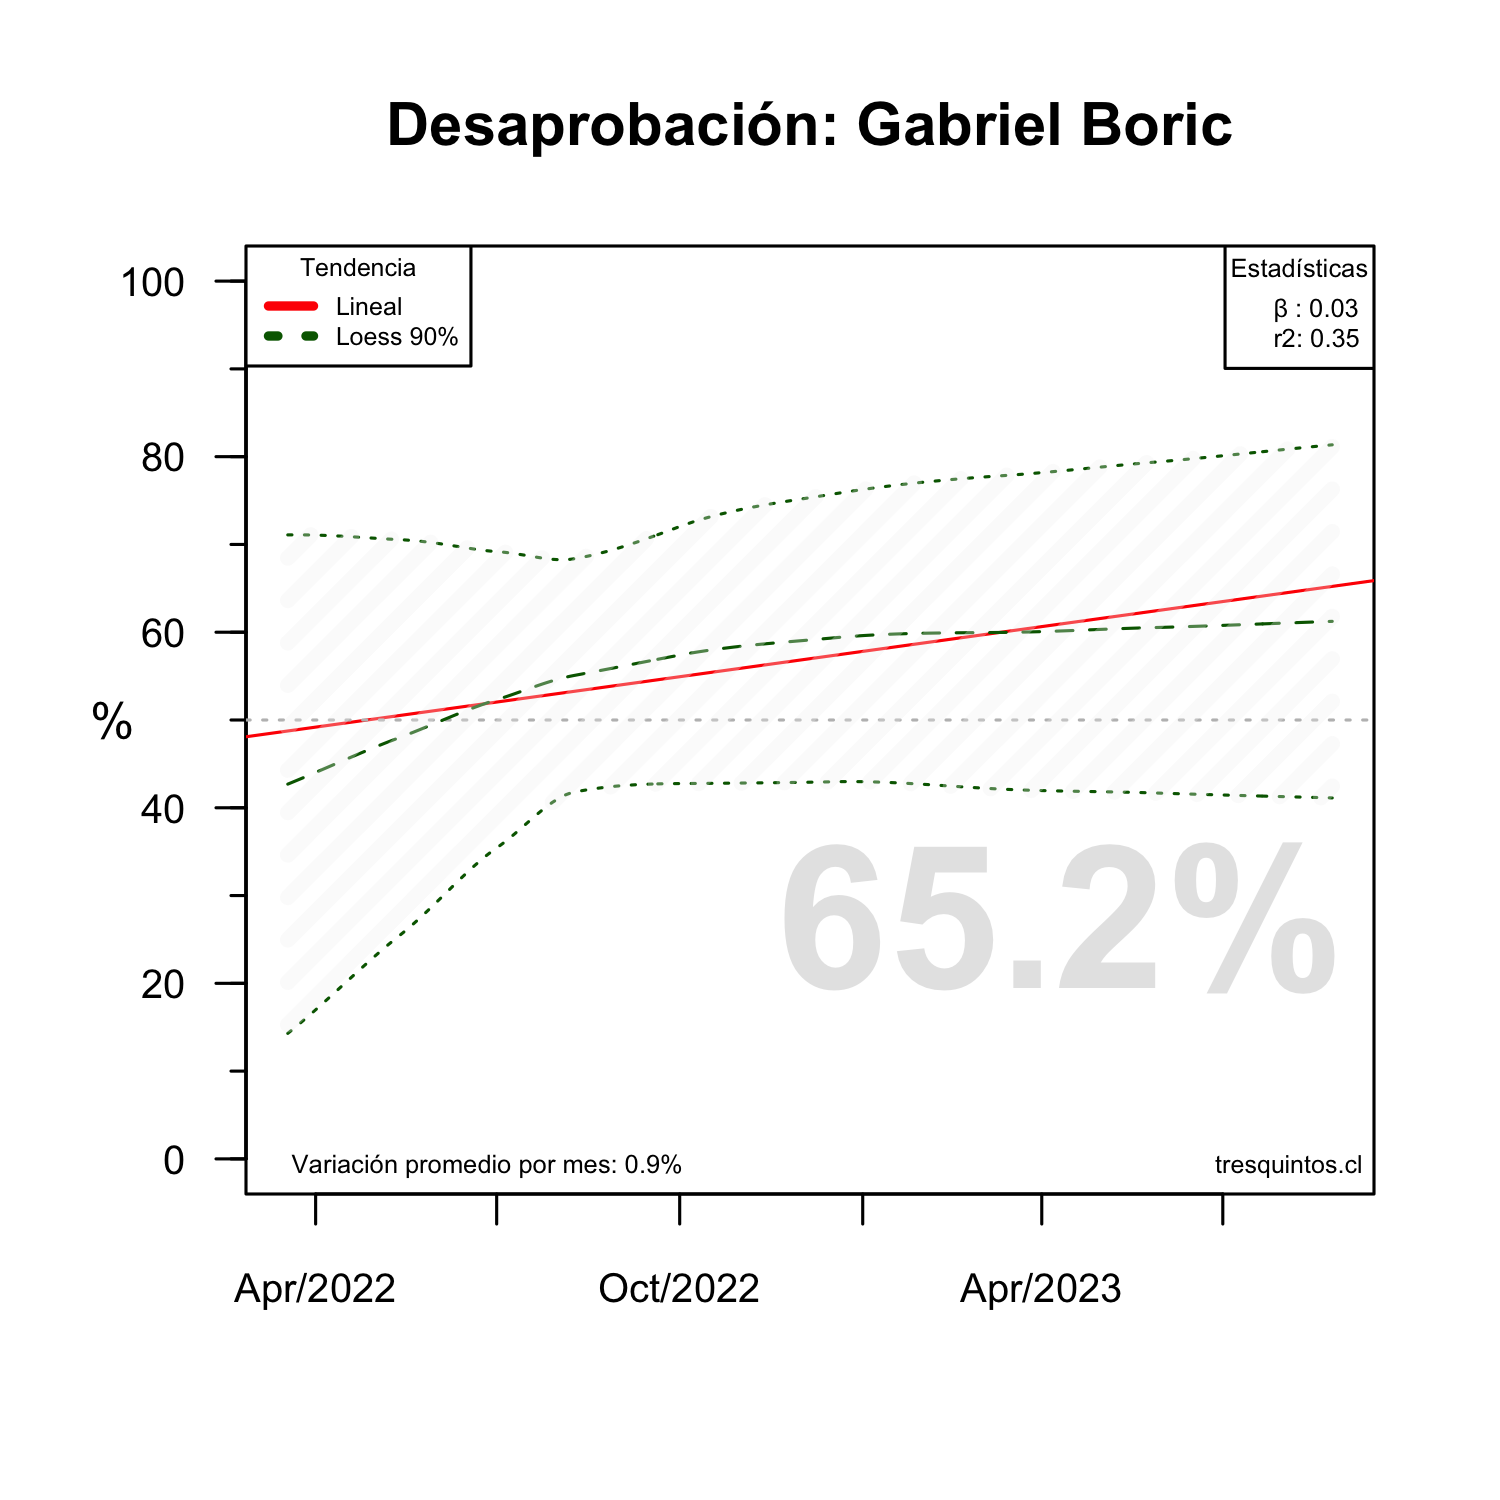 Desaprobación: Gabriel Boric
Tendencia
Lineal
Loess 90%
Estadísticas
β : 0.03
r2: 0.35
100
80
60
%
40
20
0
65.2%
Variación promedio por mes: 0.9%
tresquintos.cl
Apr/2022
Oct/2022
Apr/2023